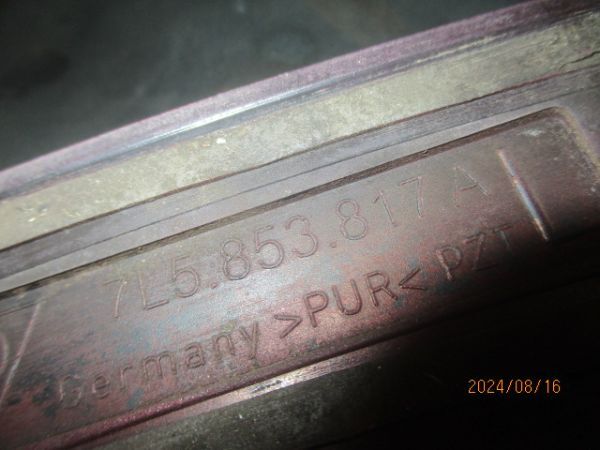 7L5.853.817.A
Germany >PUR< PZT
2024/08/16